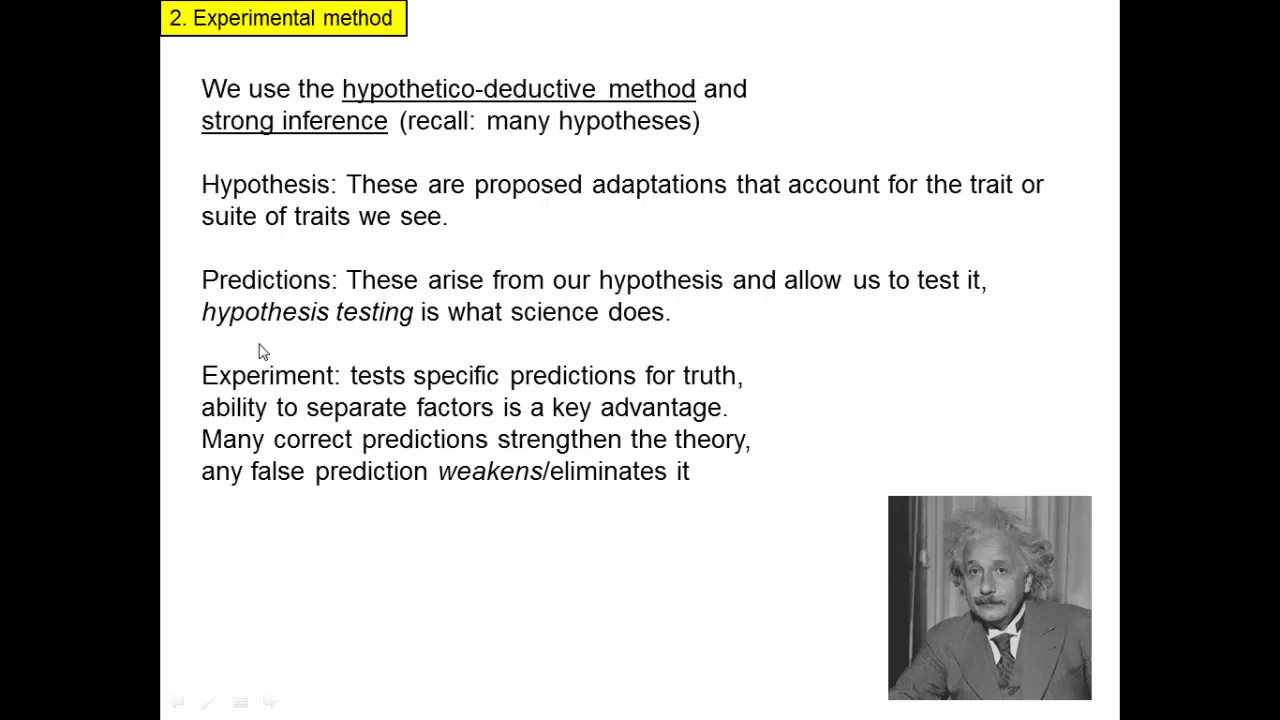 2. Experimental method
We use the hypothetico-deductive method and
strong inference (recall: many hypotheses)
Hypothesis: These are proposed adaptations that account for the trait or
suite of traits we see.
Predictions: These arise from our hypothesis and allow us to test it,
hypothesis testing is what science does.
Experiment: tests specific predictions for truth,
ability to separate factors is a key advantage.
Many correct predictions strengthen the theory,
any false prediction weakens/eliminates it